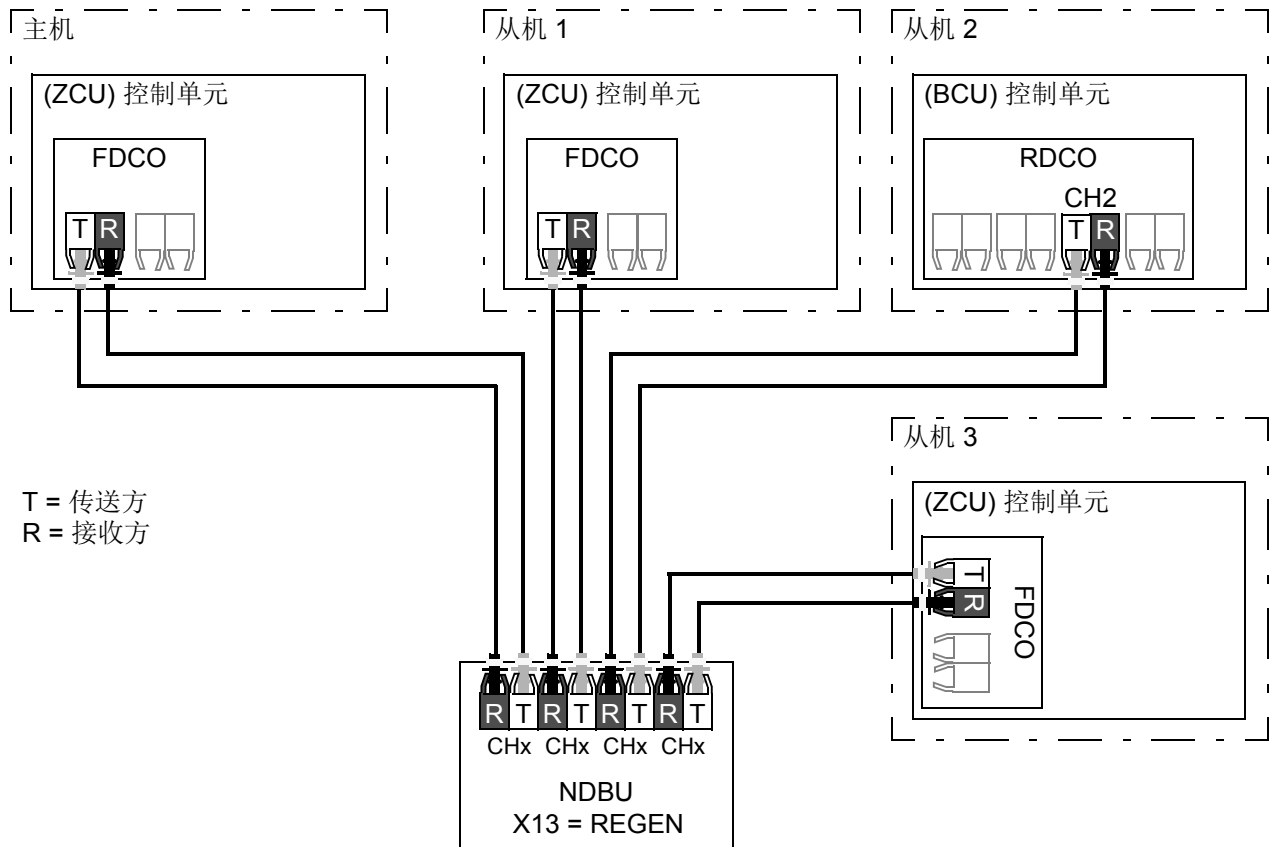 主机
(ZCU) 控制单元
FDCO
T R
从机 1
(ZCU) 控制单元
FDCO
T R
从机 2
(BCU) 控制单元
RDCO
CH2
T R
T = 传送方
R = 接收方
从机 3
(ZCU) 控制单元
T
R
FDCO
R T R T R T R T
CHx CHx CHx CHx
NDBU
X13 = REGEN